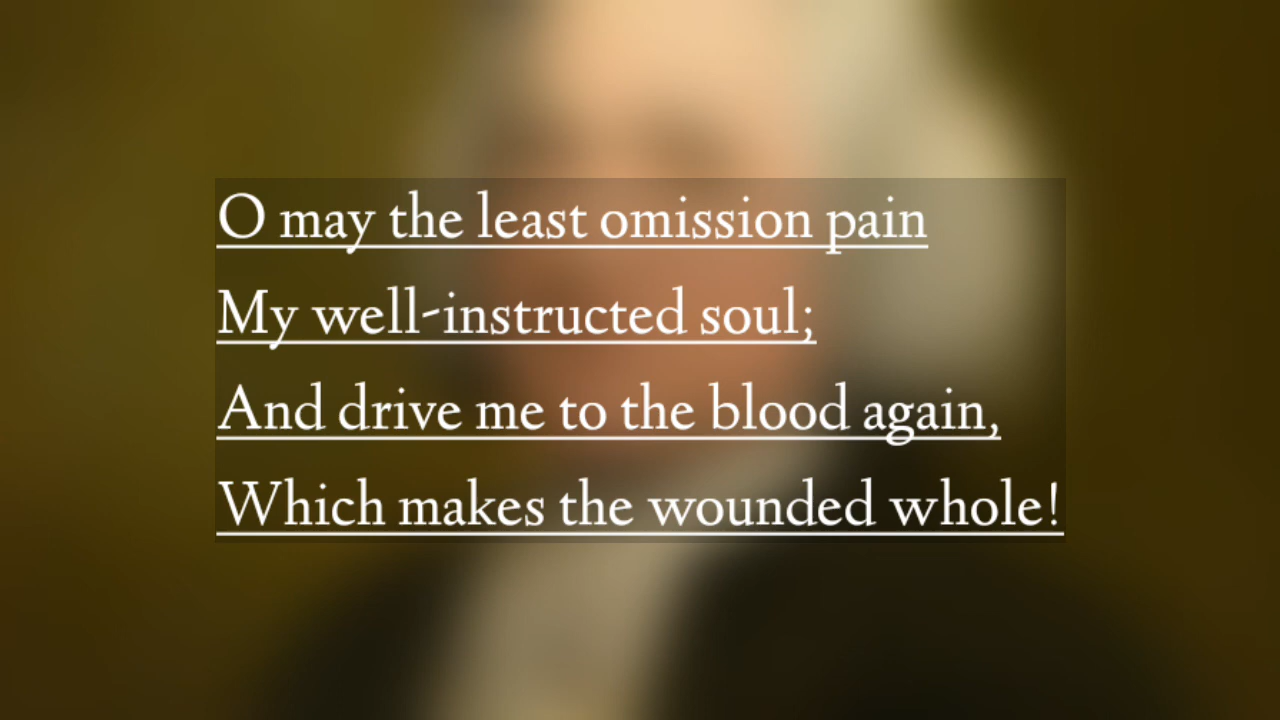 O may the least omission pain
My well-instructed soul;
And drive me to the blood again,
Which makes the wounded whole!